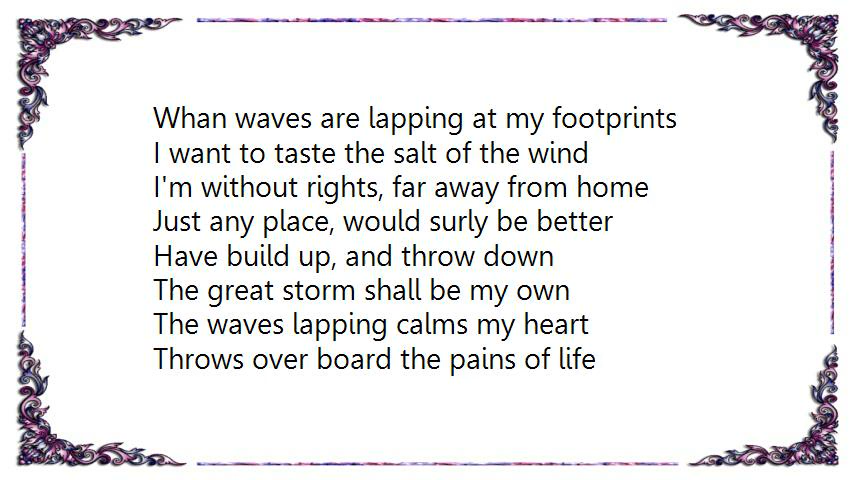 Whan waves are lapping at my footprints
I want to taste the salt of the wind
I'm without rights, far away from home
Just any place, would surly be better
Have build up, and throw down
The great storm shall be my own
The waves lapping calms my heart
Throws over board the pains of life